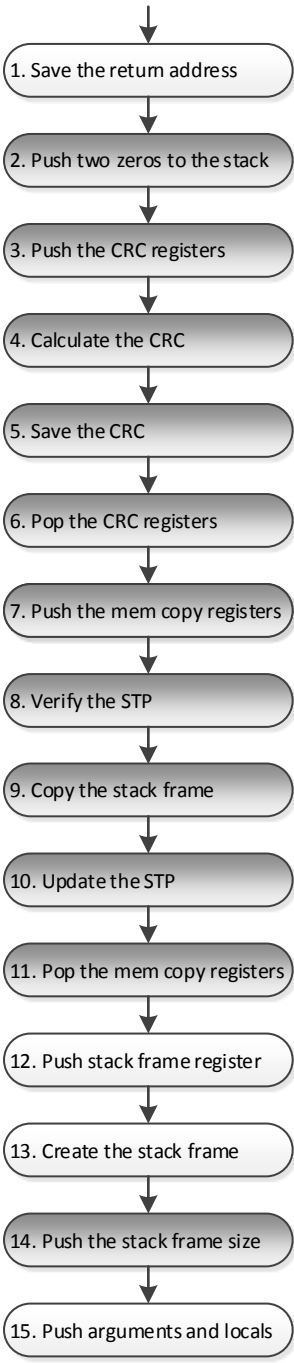 1. Save the return address
2. Push two zeros to the stack
3. Push the CRC registers
4. Calculate the CRC
5. Save the CRC
6. Pop the CRC registers
7. Push the mem copy registers
8. Verify the STP
9. Copy the stack frame
10. Update the STP
11. Pop the mem copy registers
12. Push stack frame register
13. Create the stack frame
14. Push the stack frame size
15. Push arguments and locals